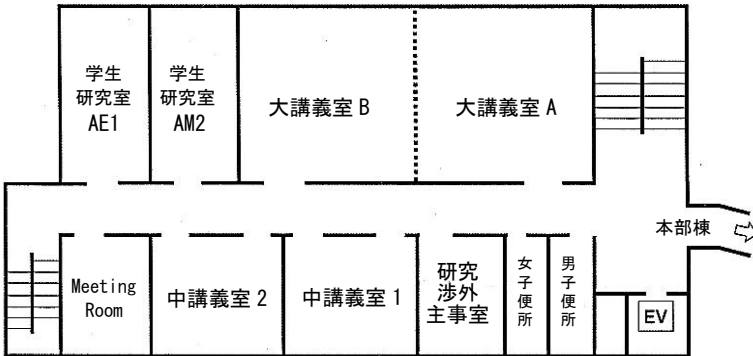 学生
研究室
AE1
学生
研究室
AM2
大講義室 B
大講義室 A
本部棟
Meeting
Room
中講義室 2
中講義室 1
研究
渉外
主事室
女子便所
男子便所
EV